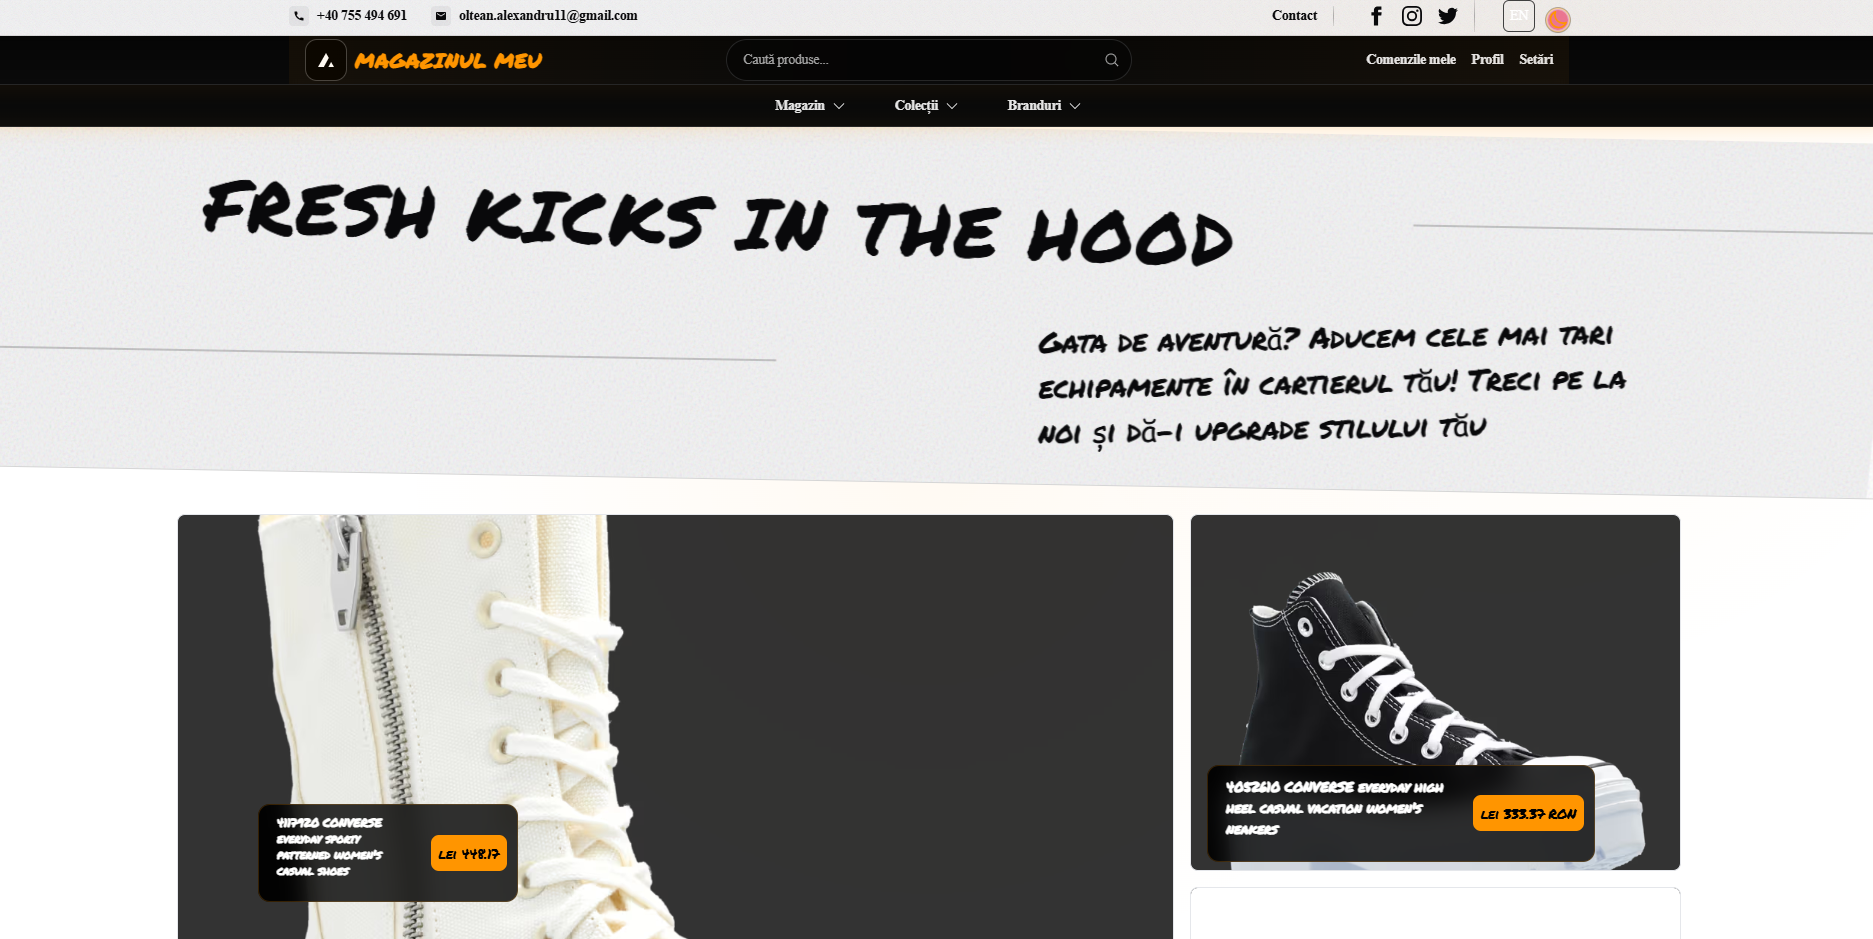 +40 755 494 691
oltean.alexandru11@gmail.com
Contact
EN
MAGAZINUL MEU
Caută produse...
Comenzile mele
Profil
Setări
Magazin
Colecții
Branduri
FRESH KICKS IN THE HOOD
Gata de aventură? Aducem cele mai tari
echipamente în cartierul tău! Treci pe la
noi și dă-i upgrade stilului tău
4117920 CONVERSE
EVERYDAY SPORTY
PATTERNED WOMEN'S
CASUAL SHOES
LEI 448.17
4052610 CONVERSE EVERYDAY HIGH
HEEL CASUAL VACATION WOMEN'S
NEAKERS
LEI 333.37 RON